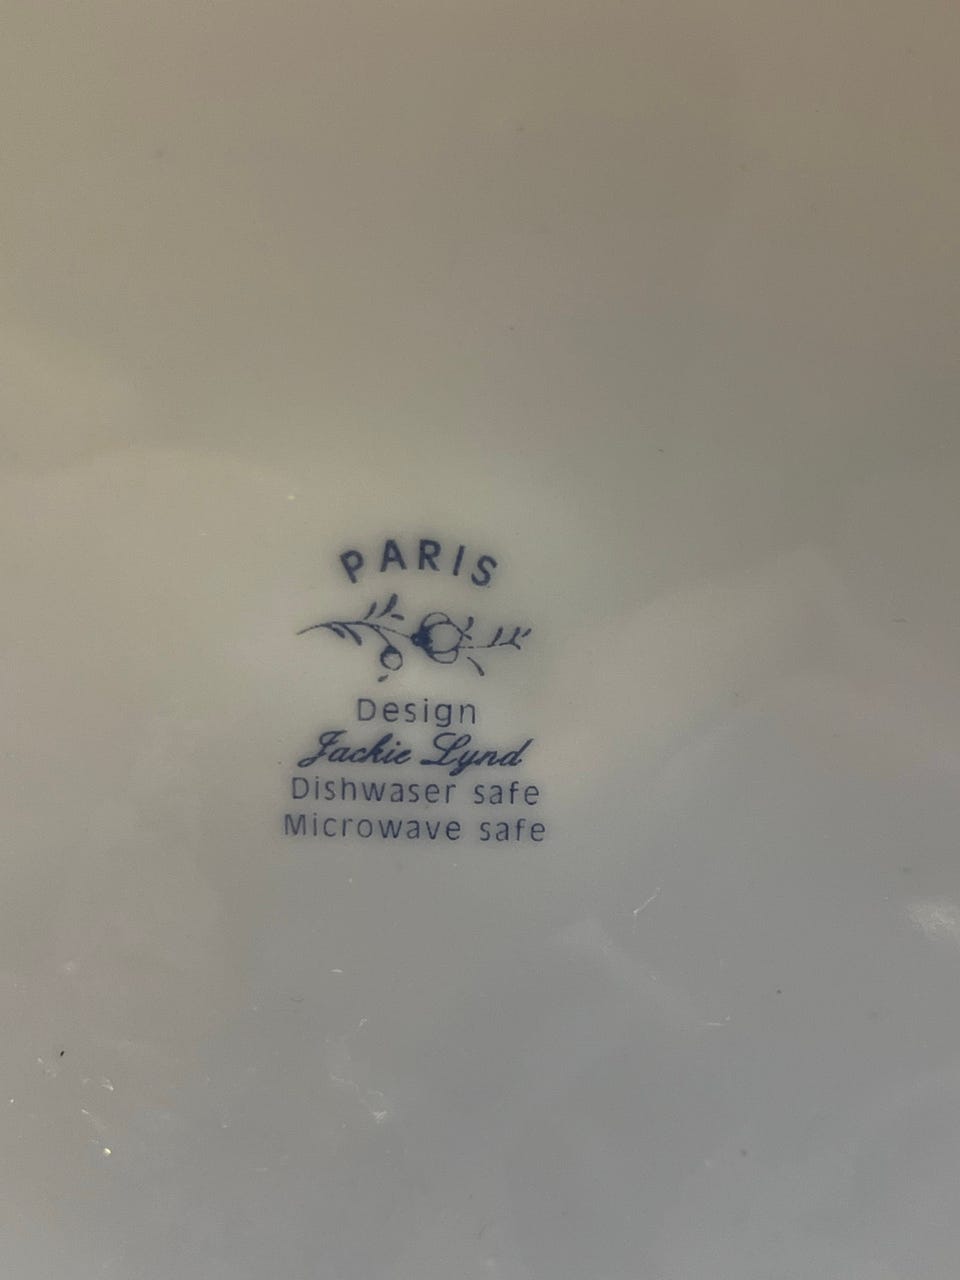 PARIS
Design
Jackie Lynd
Dishwaser safe
Microwave safe